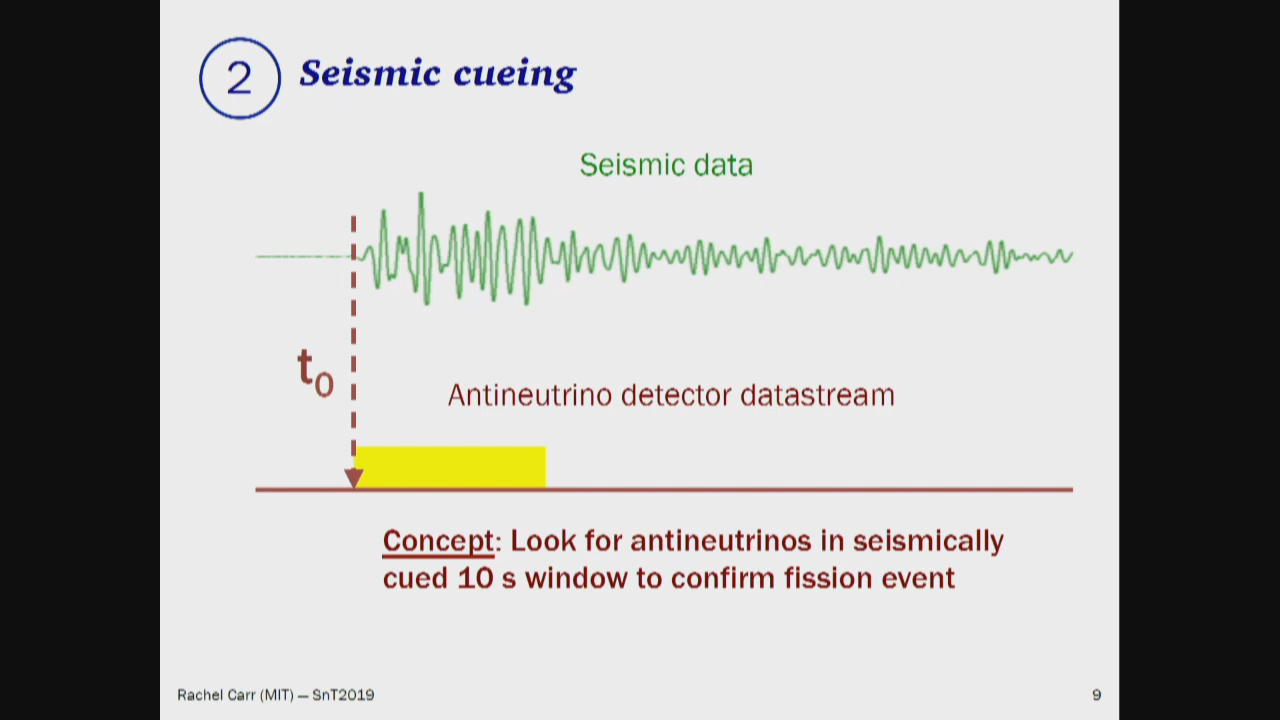 2 Seismic cueing
Seismic data
t₀
Antineutrino detector datastream
Concept: Look for antineutrinos in seismically
cued 10 s window to confirm fission event
Rachel Carr (MIT) — SnT2019
9